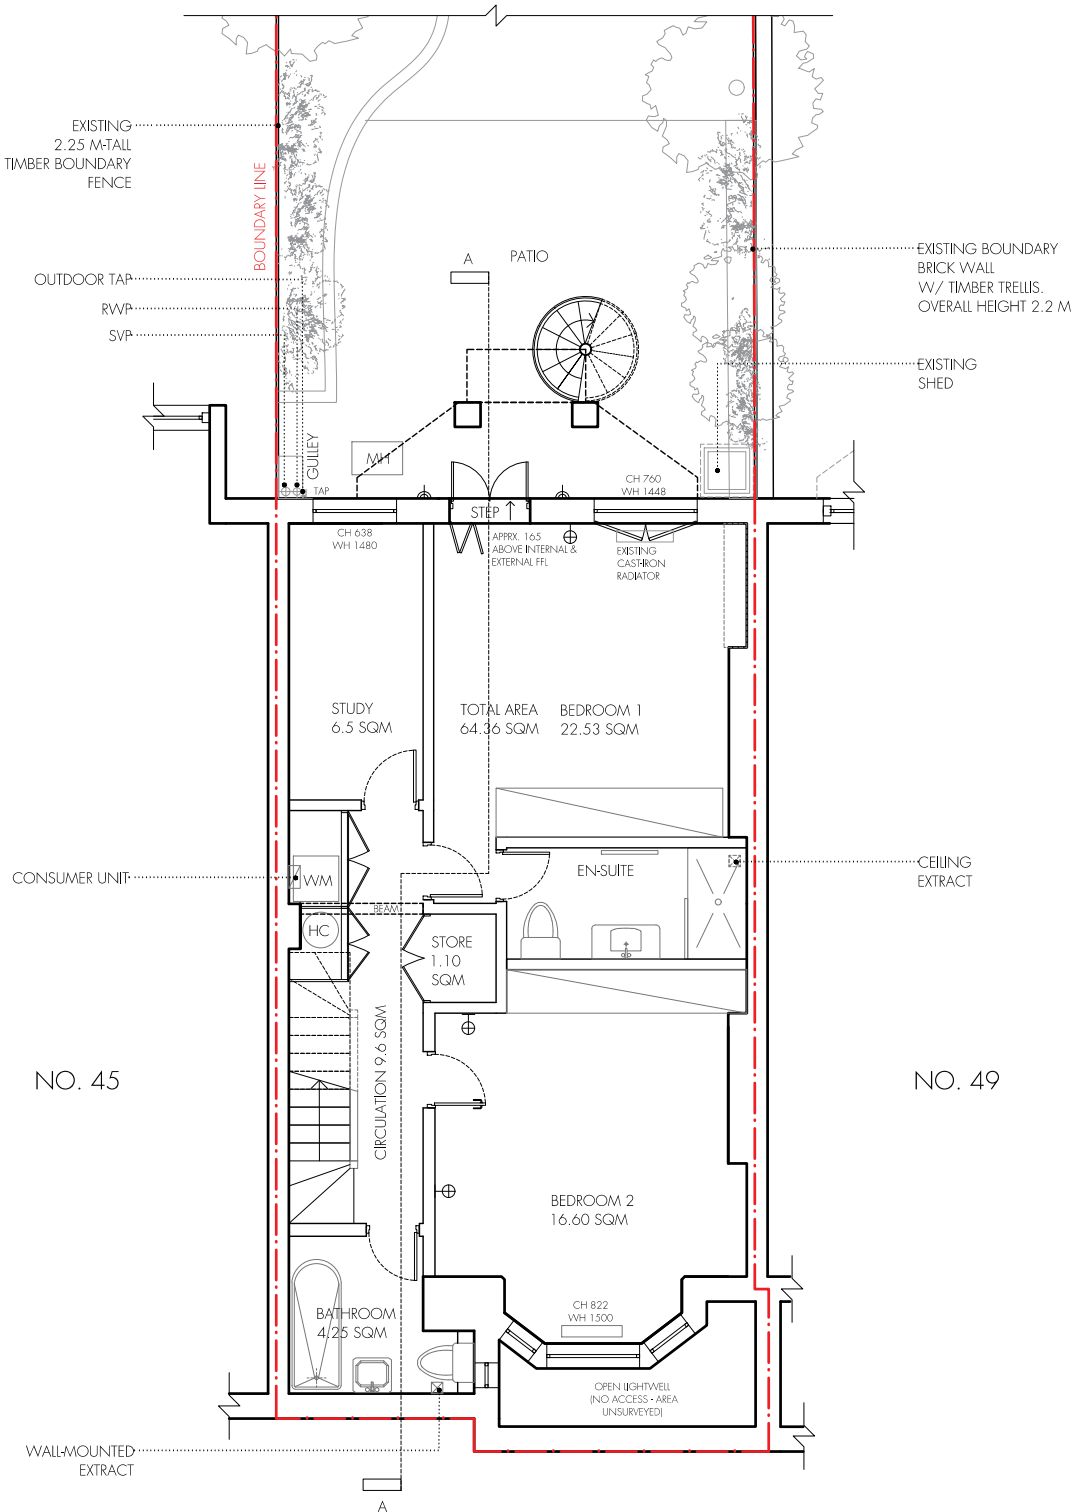 EXISTING
2.25 M-TALL
TIMBER BOUNDARY
FENCE
BOUNDARY LINE
A
PATIO
EXISTING BOUNDARY
BRICK WALL
W/ TIMBER TRELLIS.
OVERALL HEIGHT 2.2 M
OUTDOOR TAP
RWP
SVP
EXISTING
SHED
GULLEY
MH
TAP
CH 760
WH 1448
STEP
CH 638
WH 1480
APPRX. 165
ABOVE INTERNAL &
EXTERNAL FFL
EXISTING
CAST-IRON
RADIATOR
STUDY
6.5 SQM
TOTAL AREA
64.36 SQM
BEDROOM 1
22.53 SQM
CONSUMER UNIT
WM
EN-SUITE
CEILING
EXTRACT
BEAM
HC
STORE
1.10
SQM
CIRCULATION 9.6 SQM
NO. 45
NO. 49
BEDROOM 2
16.60 SQM
BATHROOM
4.25 SQM
CH 822
WH 1500
OPEN LIGHTWELL
(NO ACCESS - AREA
UNSURVEYED)
WALL-MOUNTED
EXTRACT
A